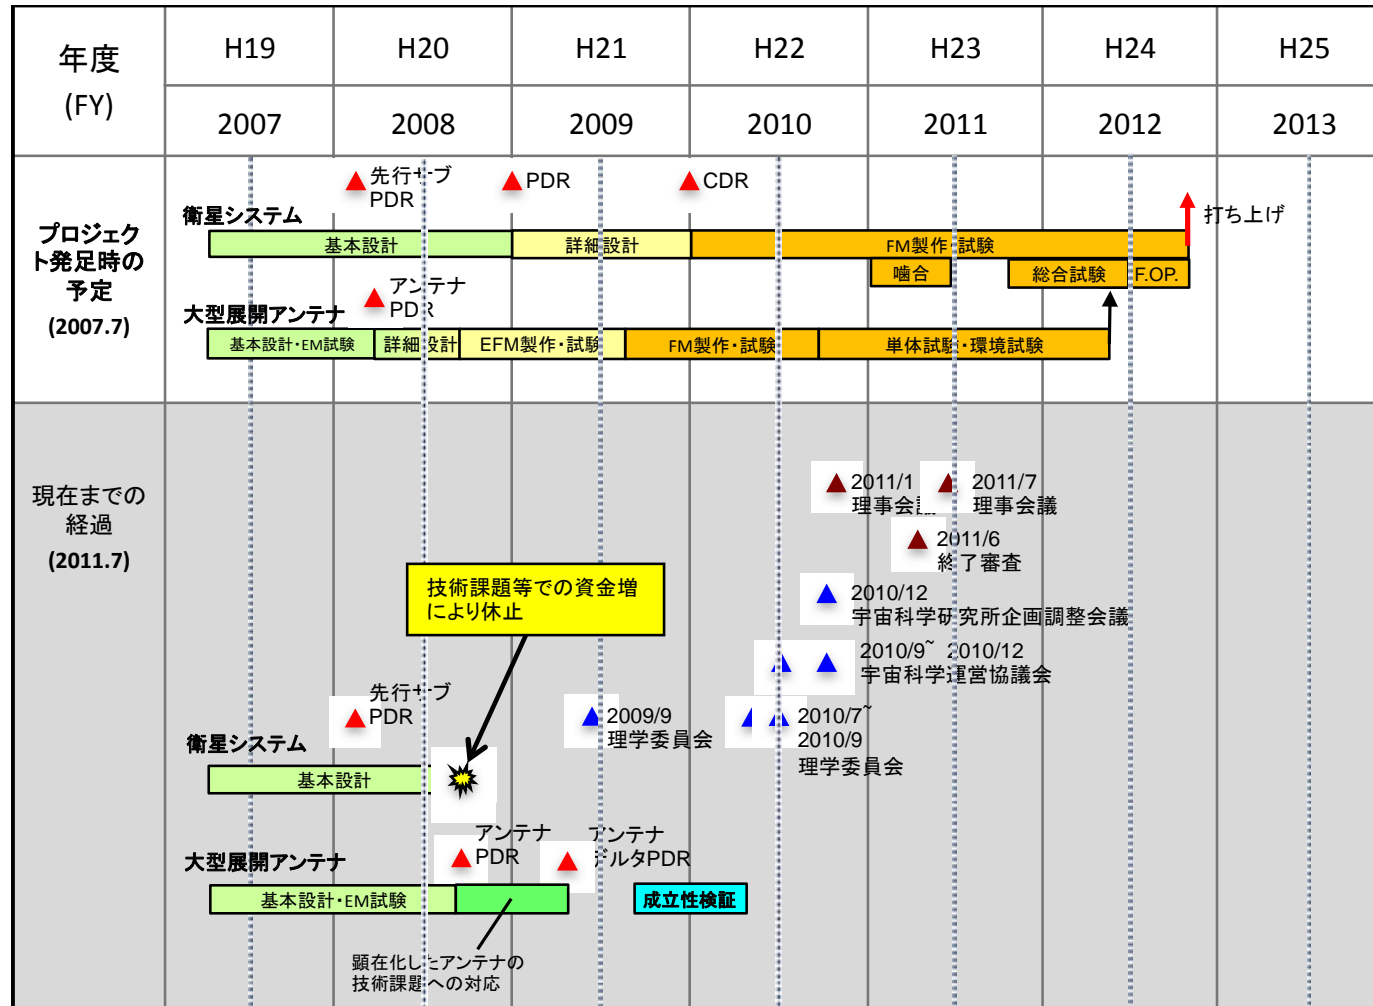 年度
(FY)
H19
H20
H21
H22
H23
H24
H25
2007
2008
2009
2010
2011
2012
2013
プロジェク
ト発足時の
予定
(2007.7)
先行サブ
PDR
PDR
CDR
打ち上げ
衛星システム
基本設計
詳細設計
FM製作・試験
噛合
総合試験
F.OP.
アンテナ
PDR
大型展開アンテナ
基本設計・EM試験
詳細設計
EFM製作・試験
FM製作・試験
単体試験・環境試験
現在までの
経過
(2011.7)
2011/1
理事会議
2011/7
理事会議
2011/6
終了審査
2010/12
宇宙科学研究所企画調整会議
2010/9~ 2010/12
宇宙科学運営協議会
技術課題等での資金増
により休止
先行サブ
PDR
2009/9
理学委員会
2010/7~
2010/9
理学委員会
衛星システム
基本設計
アンテナ
PDR
アンテナ
デルタPDR
大型展開アンテナ
基本設計・EM試験
成立性検証
顕在化したアンテナの
技術課題への対応